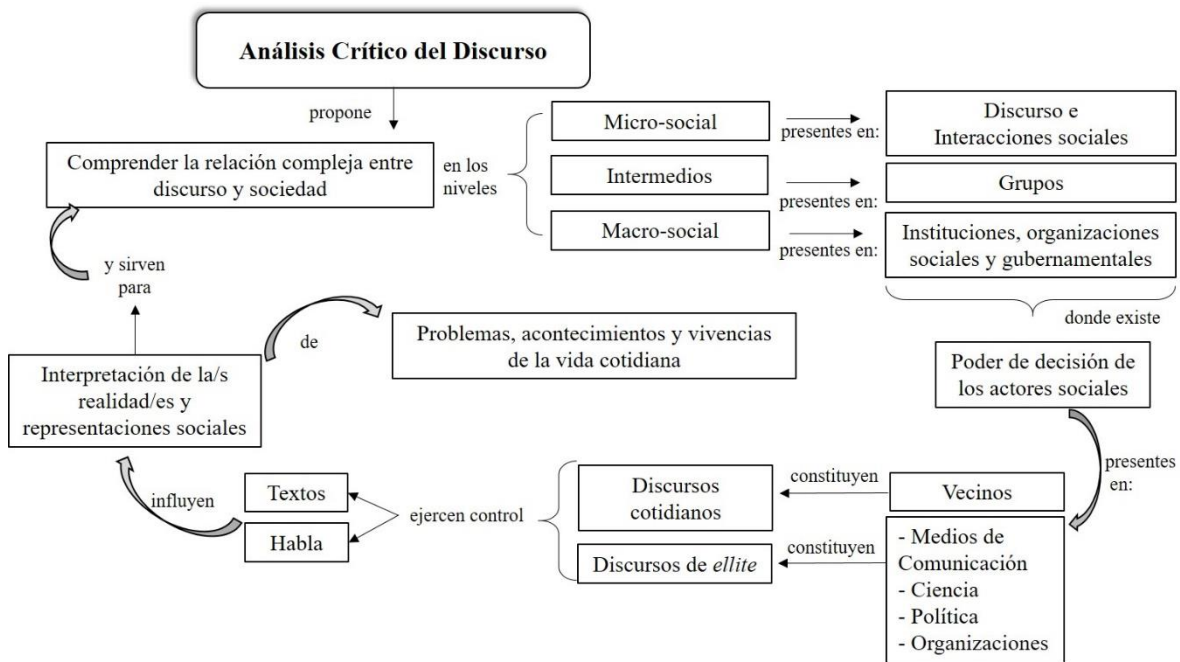 Análisis Crítico del Discurso
propone
Comprender la relación compleja entre
discurso y sociedad
en los
niveles
Micro-social
presentes en:
Discurso e
Interacciones sociales
Intermedios
presentes en:
Grupos
Macro-social
presentes en:
Instituciones, organizaciones
sociales y gubernamentales
donde existe
Poder de decisión de
los actores sociales
presentes
en:
Vecinos
- Medios de
Comunicación
- Ciencia
- Política
- Organizaciones
constituyen
Discursos
cotidianos
constituyen
Discursos de ellite
ejercen control
Textos
Habla
influyen
Interpretación de la/s
realidad/es y
representaciones sociales
de
Problemas, acontecimientos y vivencias
de la vida cotidiana
y sirven
para